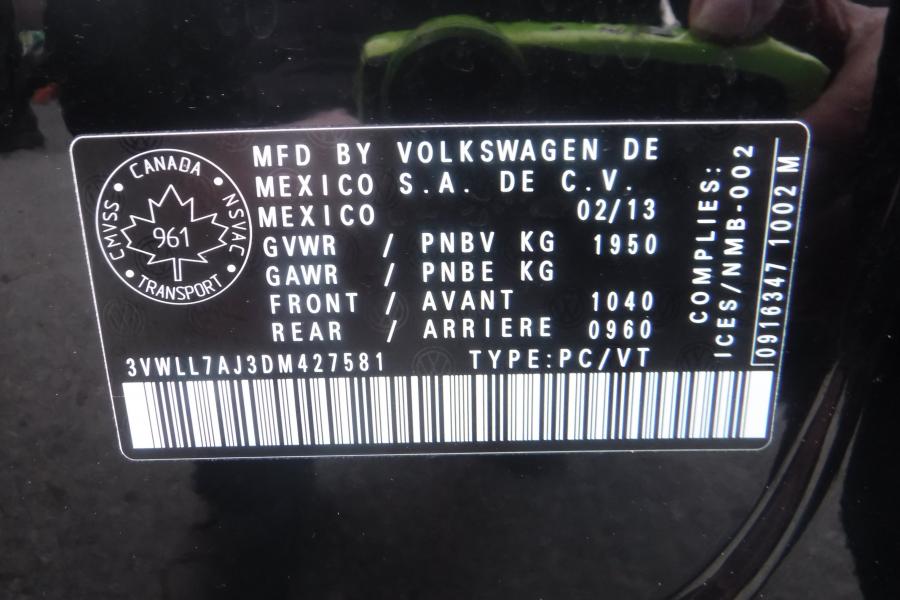 CANADA
CMVSS
NSVAC
961
TRANSPORT
MFD BY VOLKSWAGEN DE
MEXICO S.A. DE C.V.
MEXICO 02/13
GVWR / PNBV KG 1950
GAWR / PNBE KG
FRONT / AVANT 1040
REAR / ARRIERE 0960
3VWLL7AJ3DM427581 TYPE:PC/VT
COMPLIES:
ICES/NMB-002
0916347 1002 M